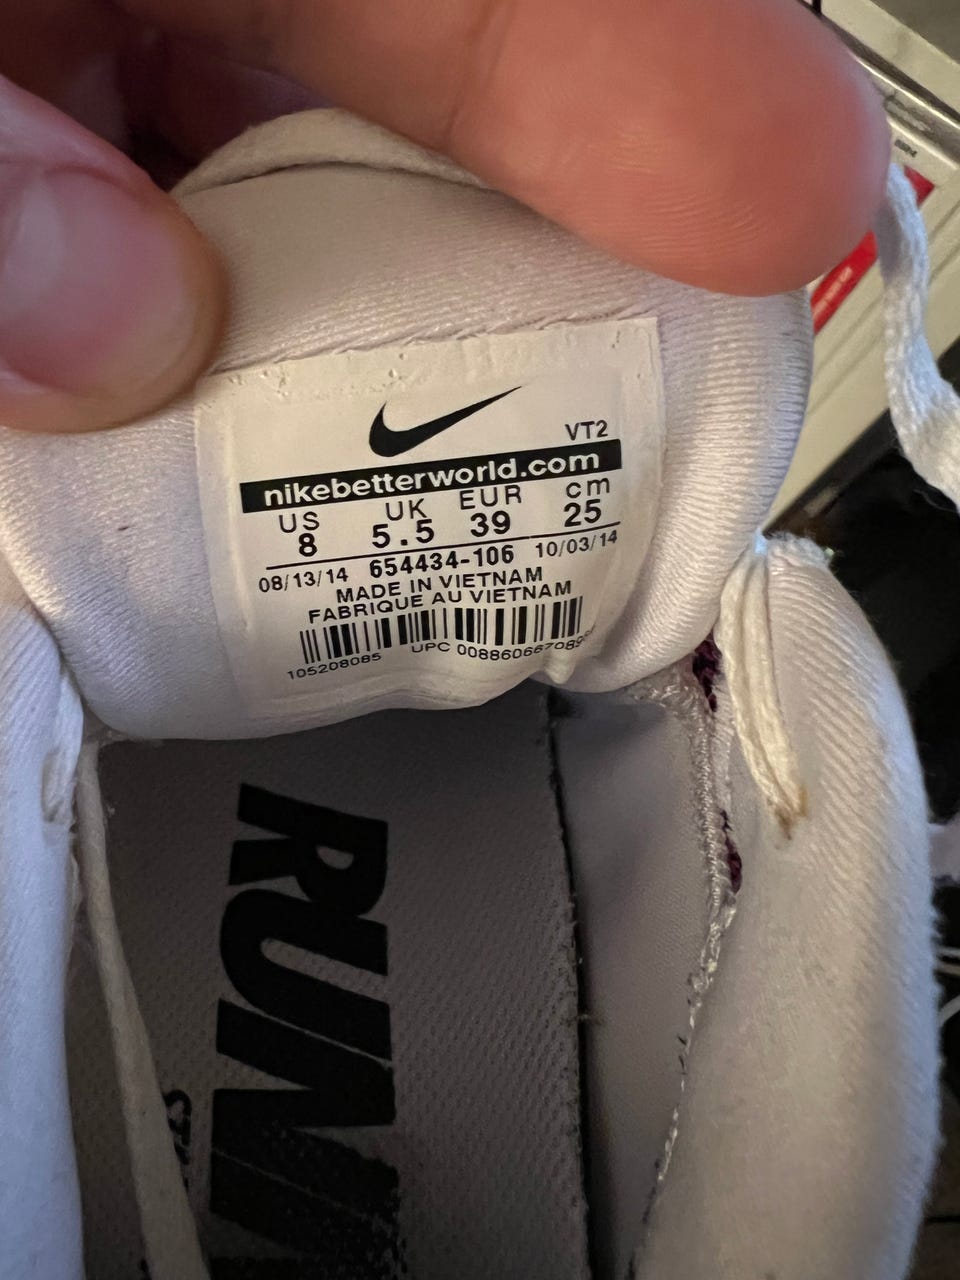 VT2
nikebetterworld.com
US UK EUR cm
8 5.5 39 25
08/13/14 654434-106 10/03/14
MADE IN VIETNAM
FABRIQUE AU VIETNAM
105208085 UPC
RUNN